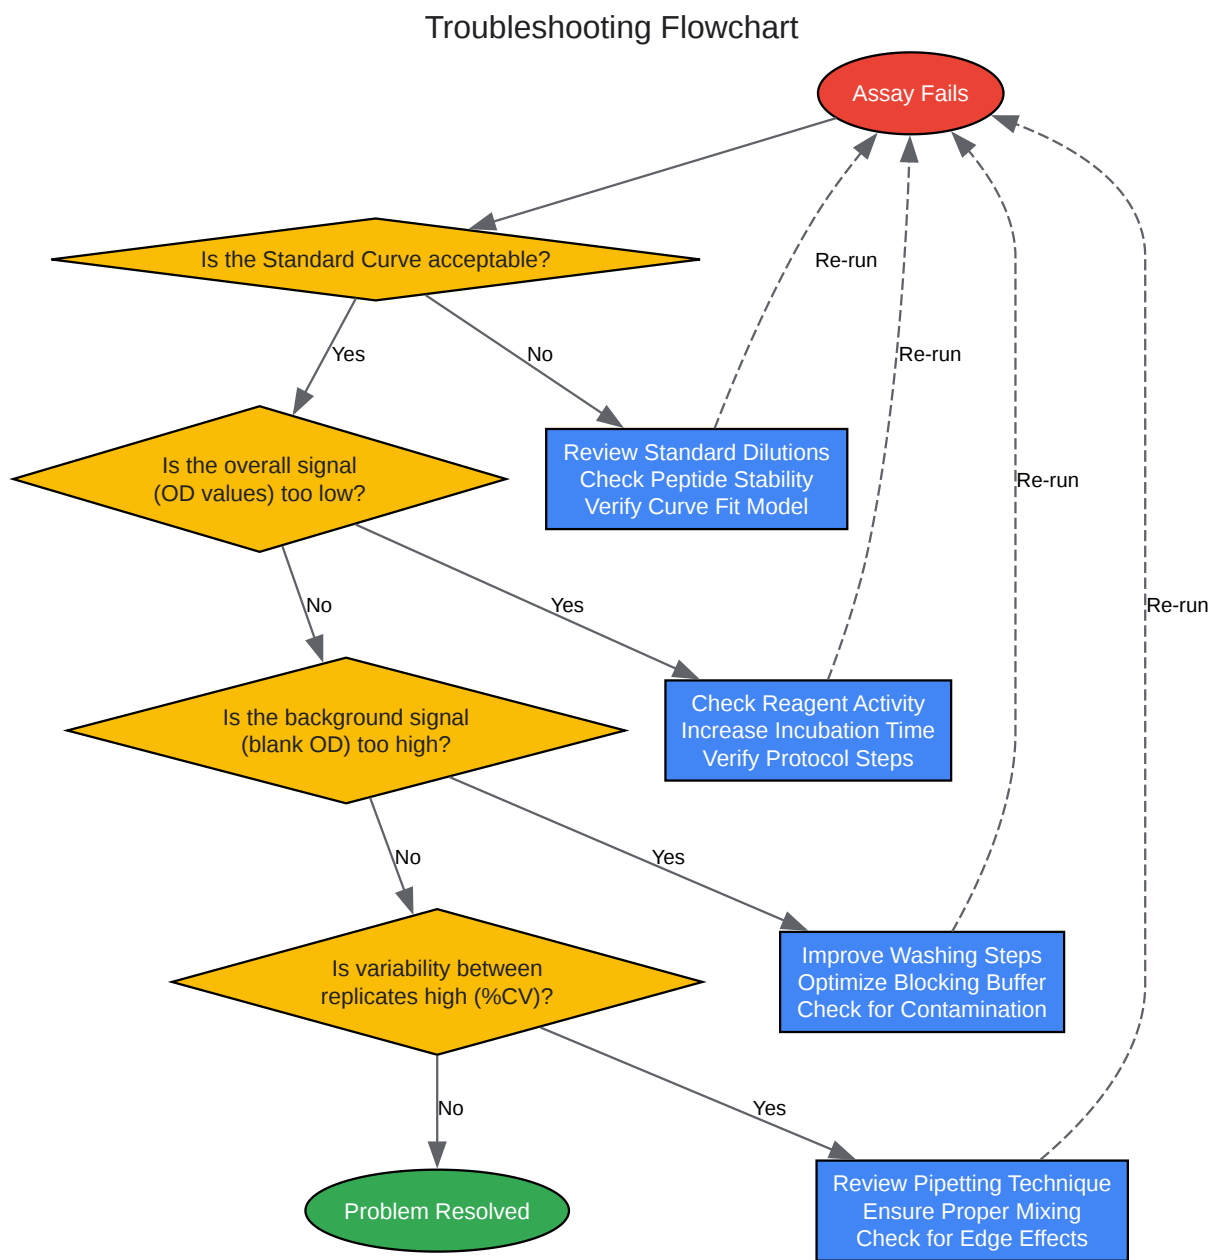 Troubleshooting Flowchart
Assay Fails
Is the Standard Curve acceptable?
Re-run
Yes
No
Re-run
Is the overall signal
(OD values) too low?
Review Standard Dilutions
Check Peptide Stability
Verify Curve Fit Model
Re-run
No
Yes
Re-run
Is the background signal
(blank OD) too high?
Check Reagent Activity
Increase Incubation Time
Verify Protocol Steps
No
Yes
Is variability between
replicates high (%CV)?
Improve Washing Steps
Optimize Blocking Buffer
Check for Contamination
No
Yes
Problem Resolved
Review Pipetting Technique
Ensure Proper Mixing
Check for Edge Effects